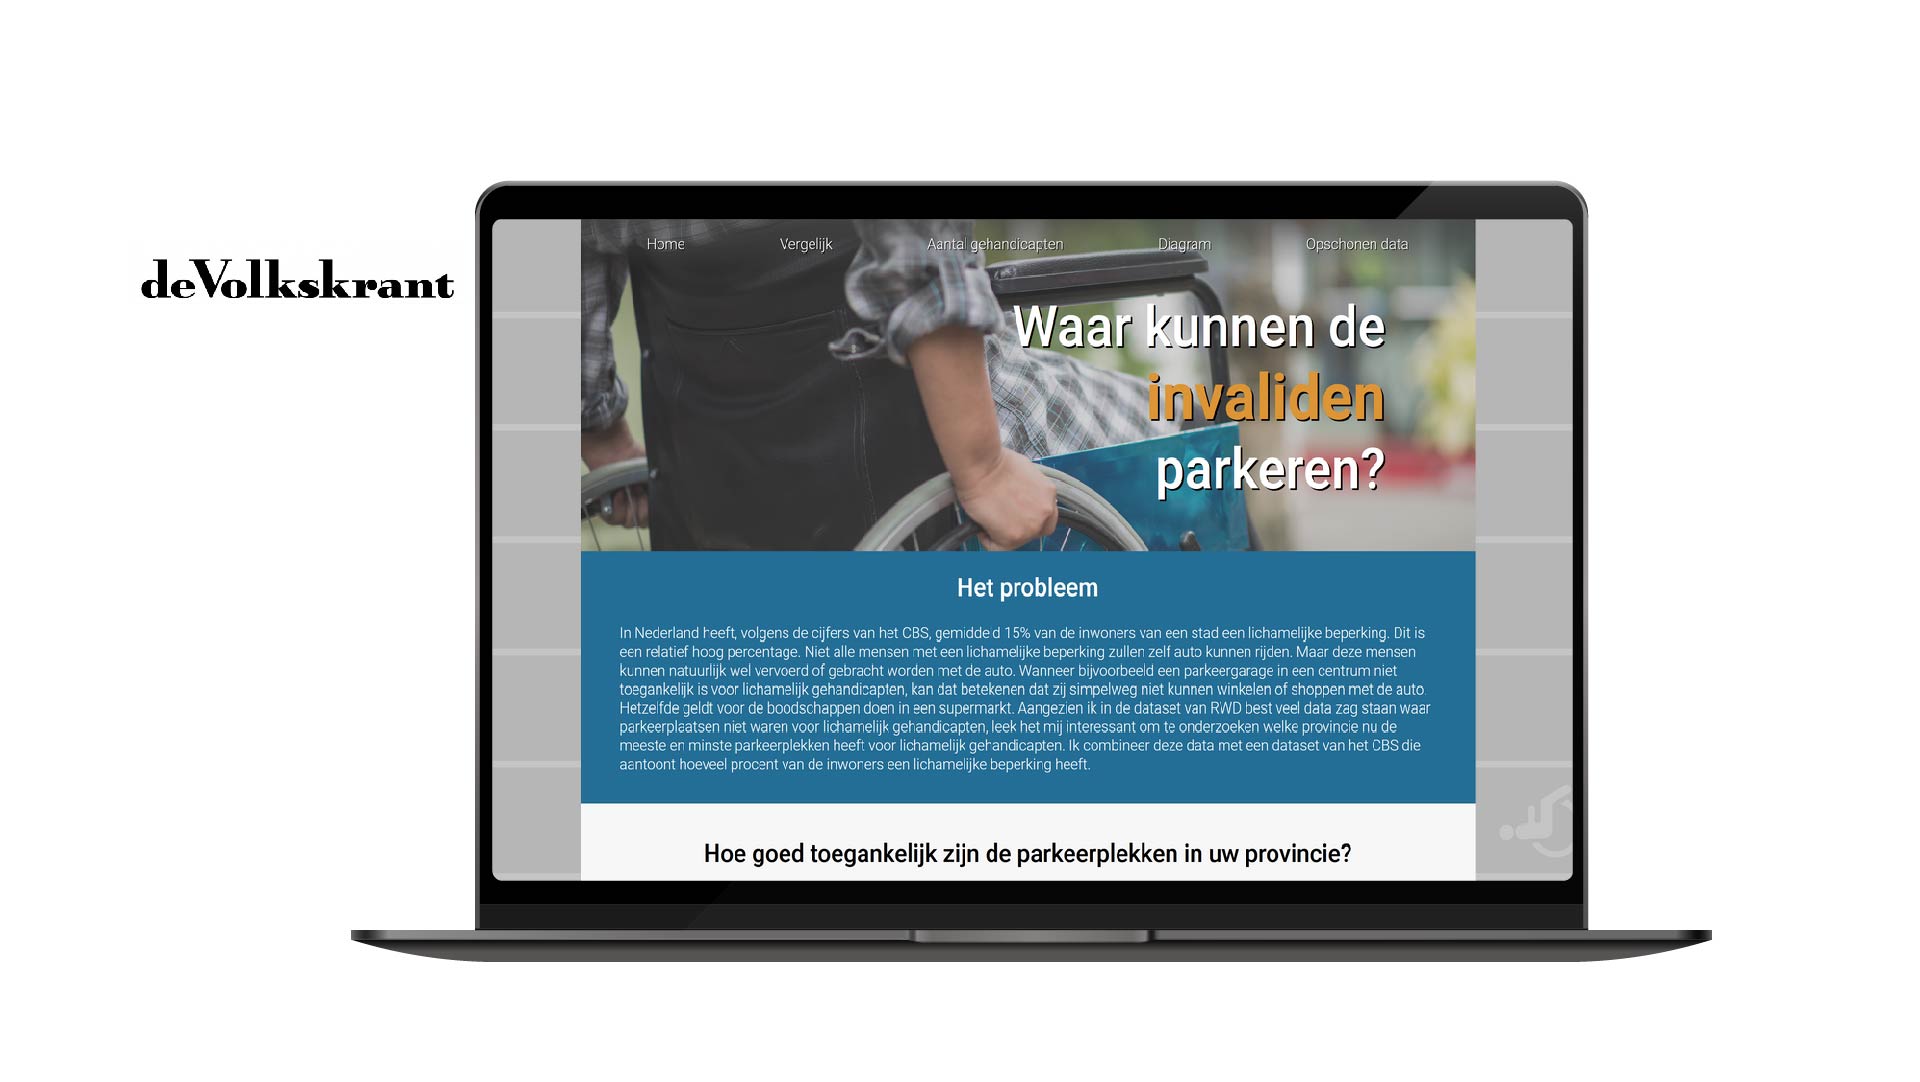 deVolkskrant
Home Vergelijk Aantal gehandicapten Diagram Opschonen data
Waar kunnen de
invaliden
parkeren?
Het probleem
In Nederland heeft, volgens de cijfers van het CBS, gemiddeld 15% van de inwoners van een stad een lichamelijke beperking. Dit is
een relatief hoog percentage. Niet alle mensen met een lichamelijke beperking zullen zelf auto kunnen rijden. Maar deze mensen
kunnen natuurlijk wel vervoerd of gebracht worden met de auto. Wanneer bijvoorbeeld een parkeergarage in een centrum niet
toegankelijk is voor lichamelijk gehandicapten, kan dat betekenen dat zij simpelweg niet kunnen winkelen of shoppen met de auto.
Hetzelfde geldt voor de boodschappen doen in een supermarkt. Aangezien ik in de dataset van RWD best veel data zag staan waar
parkeerplaatsen niet waren voor lichamelijk gehandicapten, leek het mij interessant om te onderzoeken welke provincie nu de
meeste en minste parkeerplekken heeft voor lichamelijk gehandicapten. Ik combineer deze data met een dataset van het CBS die
aantoont hoeveel procent van de inwoners een lichamelijke beperking heeft.
Hoe goed toegankelijk zijn de parkeerplekken in uw provincie?